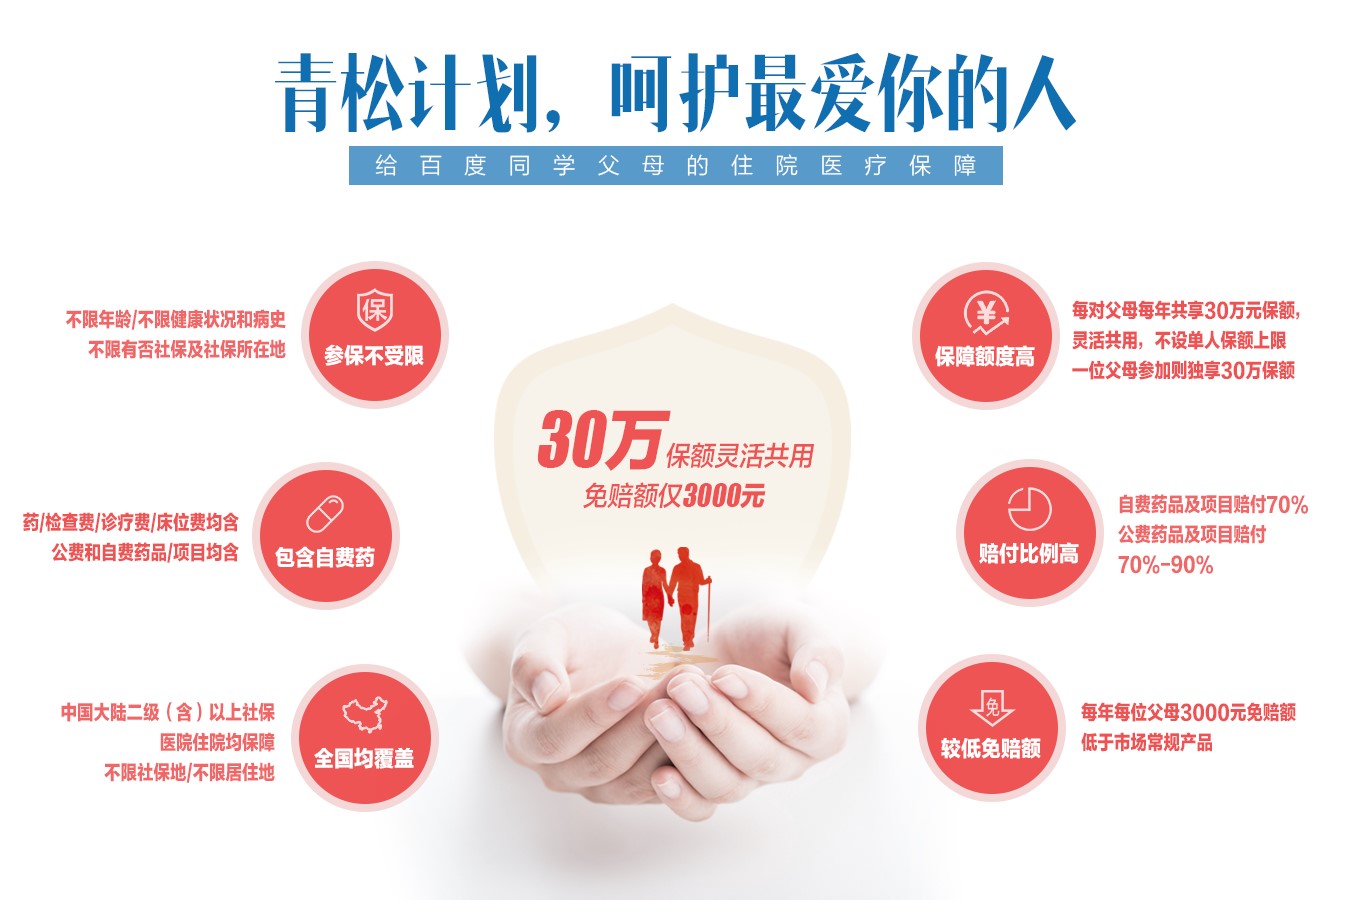 青松计划，呵护最爱你的人
给百度同学父母的住院医疗保障
不限年龄/不限健康状况和病史
不限有否社保及社保所在地
保
参保不受限
药/检查费/诊疗费/床位费均含
公费和自费药品/项目均含
包含自费药
中国大陆二级（含）以上社保
医院住院均保障
不限社保地/不限居住地
全国均覆盖
30万保额灵活共用
免赔额仅3000元
¥
保障额度高
每对父母每年共享30万元保额，
灵活共用，不设单人保额上限
一位父母参加则独享30万保额
赔付比例高
自费药品及项目赔付70%
公费药品及项目赔付
70%-90%
免
较低免赔额
每年每位父母3000元免赔额
低于市场常规产品